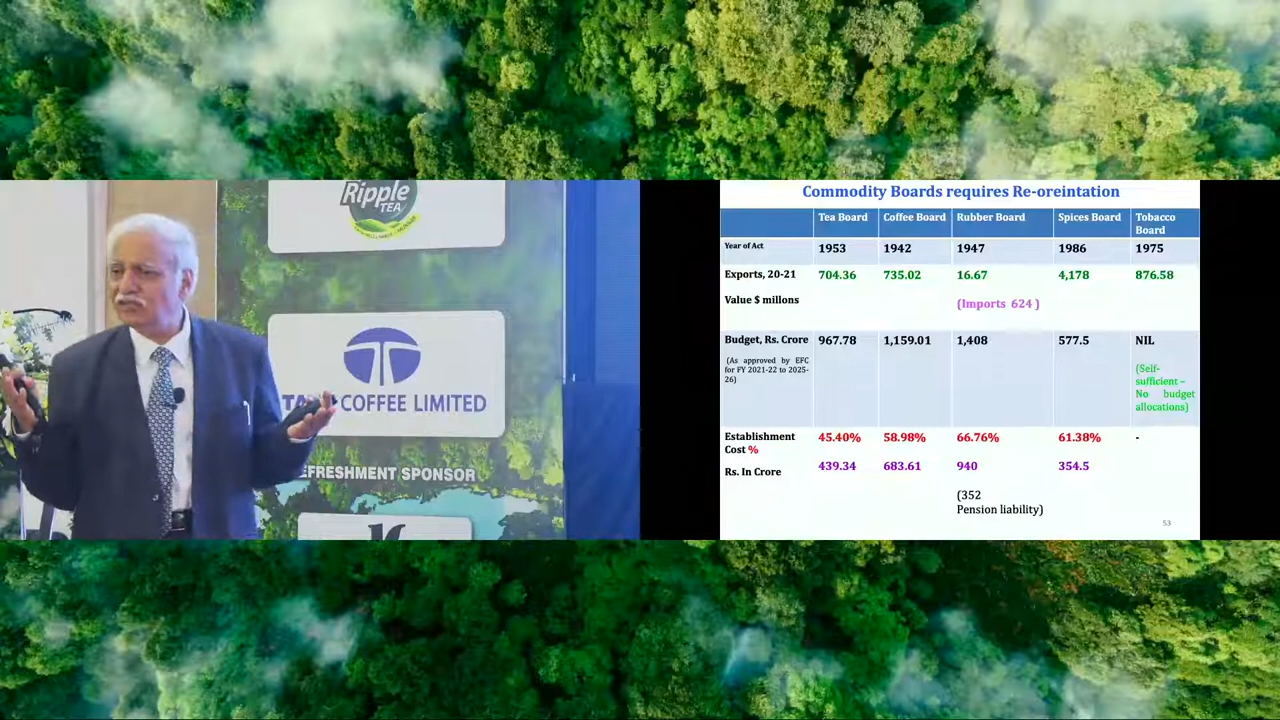 Ripple
TEA
TATA COFFEE LIMITED
REFRESHMENT SPONSOR
Commodity Boards requires Re-oreintation
Tea Board Coffee Board Rubber Board Spices Board Tobacco
Board
Year of Act 1953 1942 1947 1986 1975
Exports, 20-21 704.36 735.02 16.67 4,178 876.58
Value $ millons (Imports 624 )
Budget, Rs. Crore 967.78 1,159.01 1,408 577.5 NIL
(As approved by EFC
for FY 2021-22 to 2025-
26)
(Self-
sufficient –
No budget
allocations)
Establishment 45.40% 58.98% 66.76% 61.38% -
Cost %
Rs. In Crore 439.34 683.61 940 354.5
(352
Pension liability)
53